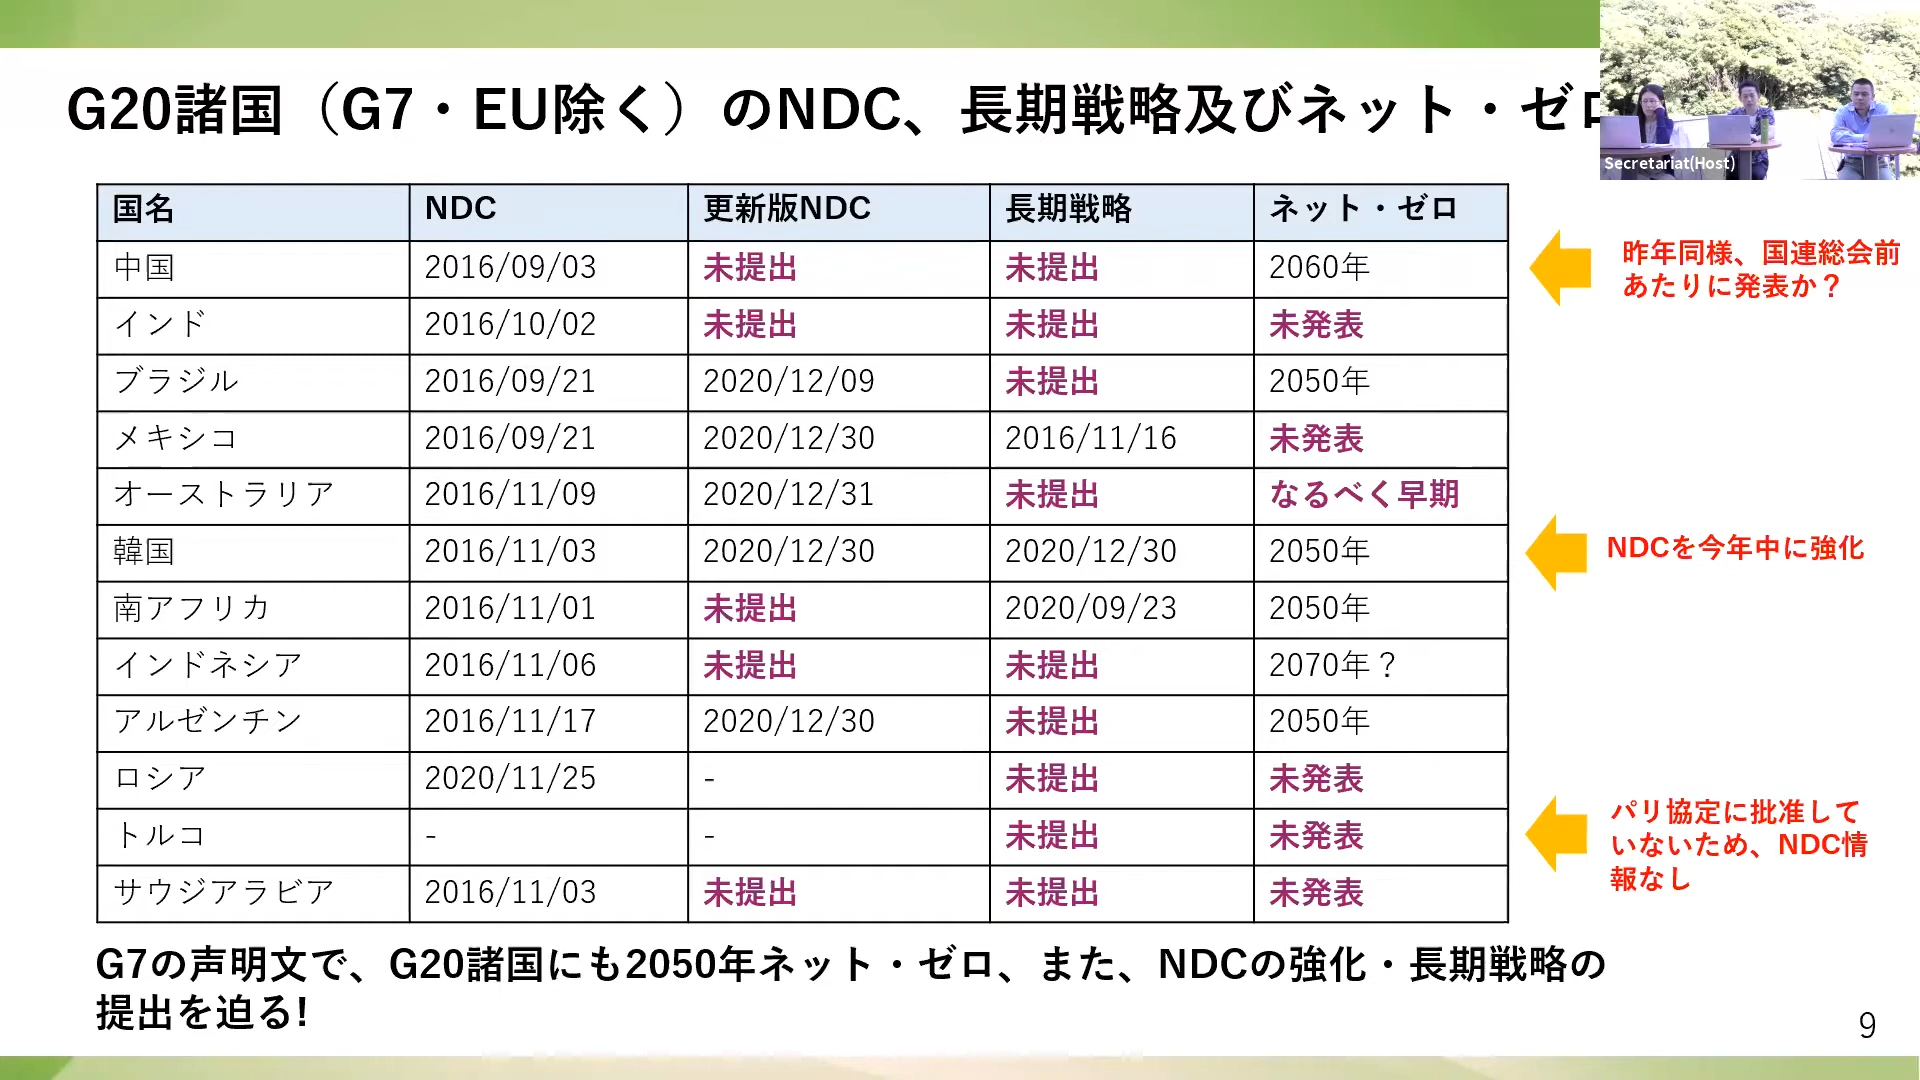 G20諸国（G7・EU除く）のNDC、長期戦略及びネット・ゼロ
Secretariat(Host)
国名 NDC 更新版NDC 長期戦略 ネット・ゼロ
中国 2016/09/03 未提出 未提出 2060年
昨年同様、国連総会前
あたりに発表か？
インド 2016/10/02 未提出 未提出 未発表
ブラジル 2016/09/21 2020/12/09 未提出 2050年
メキシコ 2016/09/21 2020/12/30 2016/11/16 未発表
オーストラリア 2016/11/09 2020/12/31 未提出 なるべく早期
韓国 2016/11/03 2020/12/30 2020/12/30 2050年
NDCを今年中に強化
南アフリカ 2016/11/01 未提出 2020/09/23 2050年
インドネシア 2016/11/06 未提出 未提出 2070年？
アルゼンチン 2016/11/17 2020/12/30 未提出 2050年
ロシア 2020/11/25 - 未提出 未発表
トルコ - - 未提出 未発表
パリ協定に批准して
いないため、NDC情
報なし
サウジアラビア 2016/11/03 未提出 未提出 未発表
G7の声明文で、G20諸国にも2050年ネット・ゼロ、また、NDCの強化・長期戦略の
提出を迫る!
9